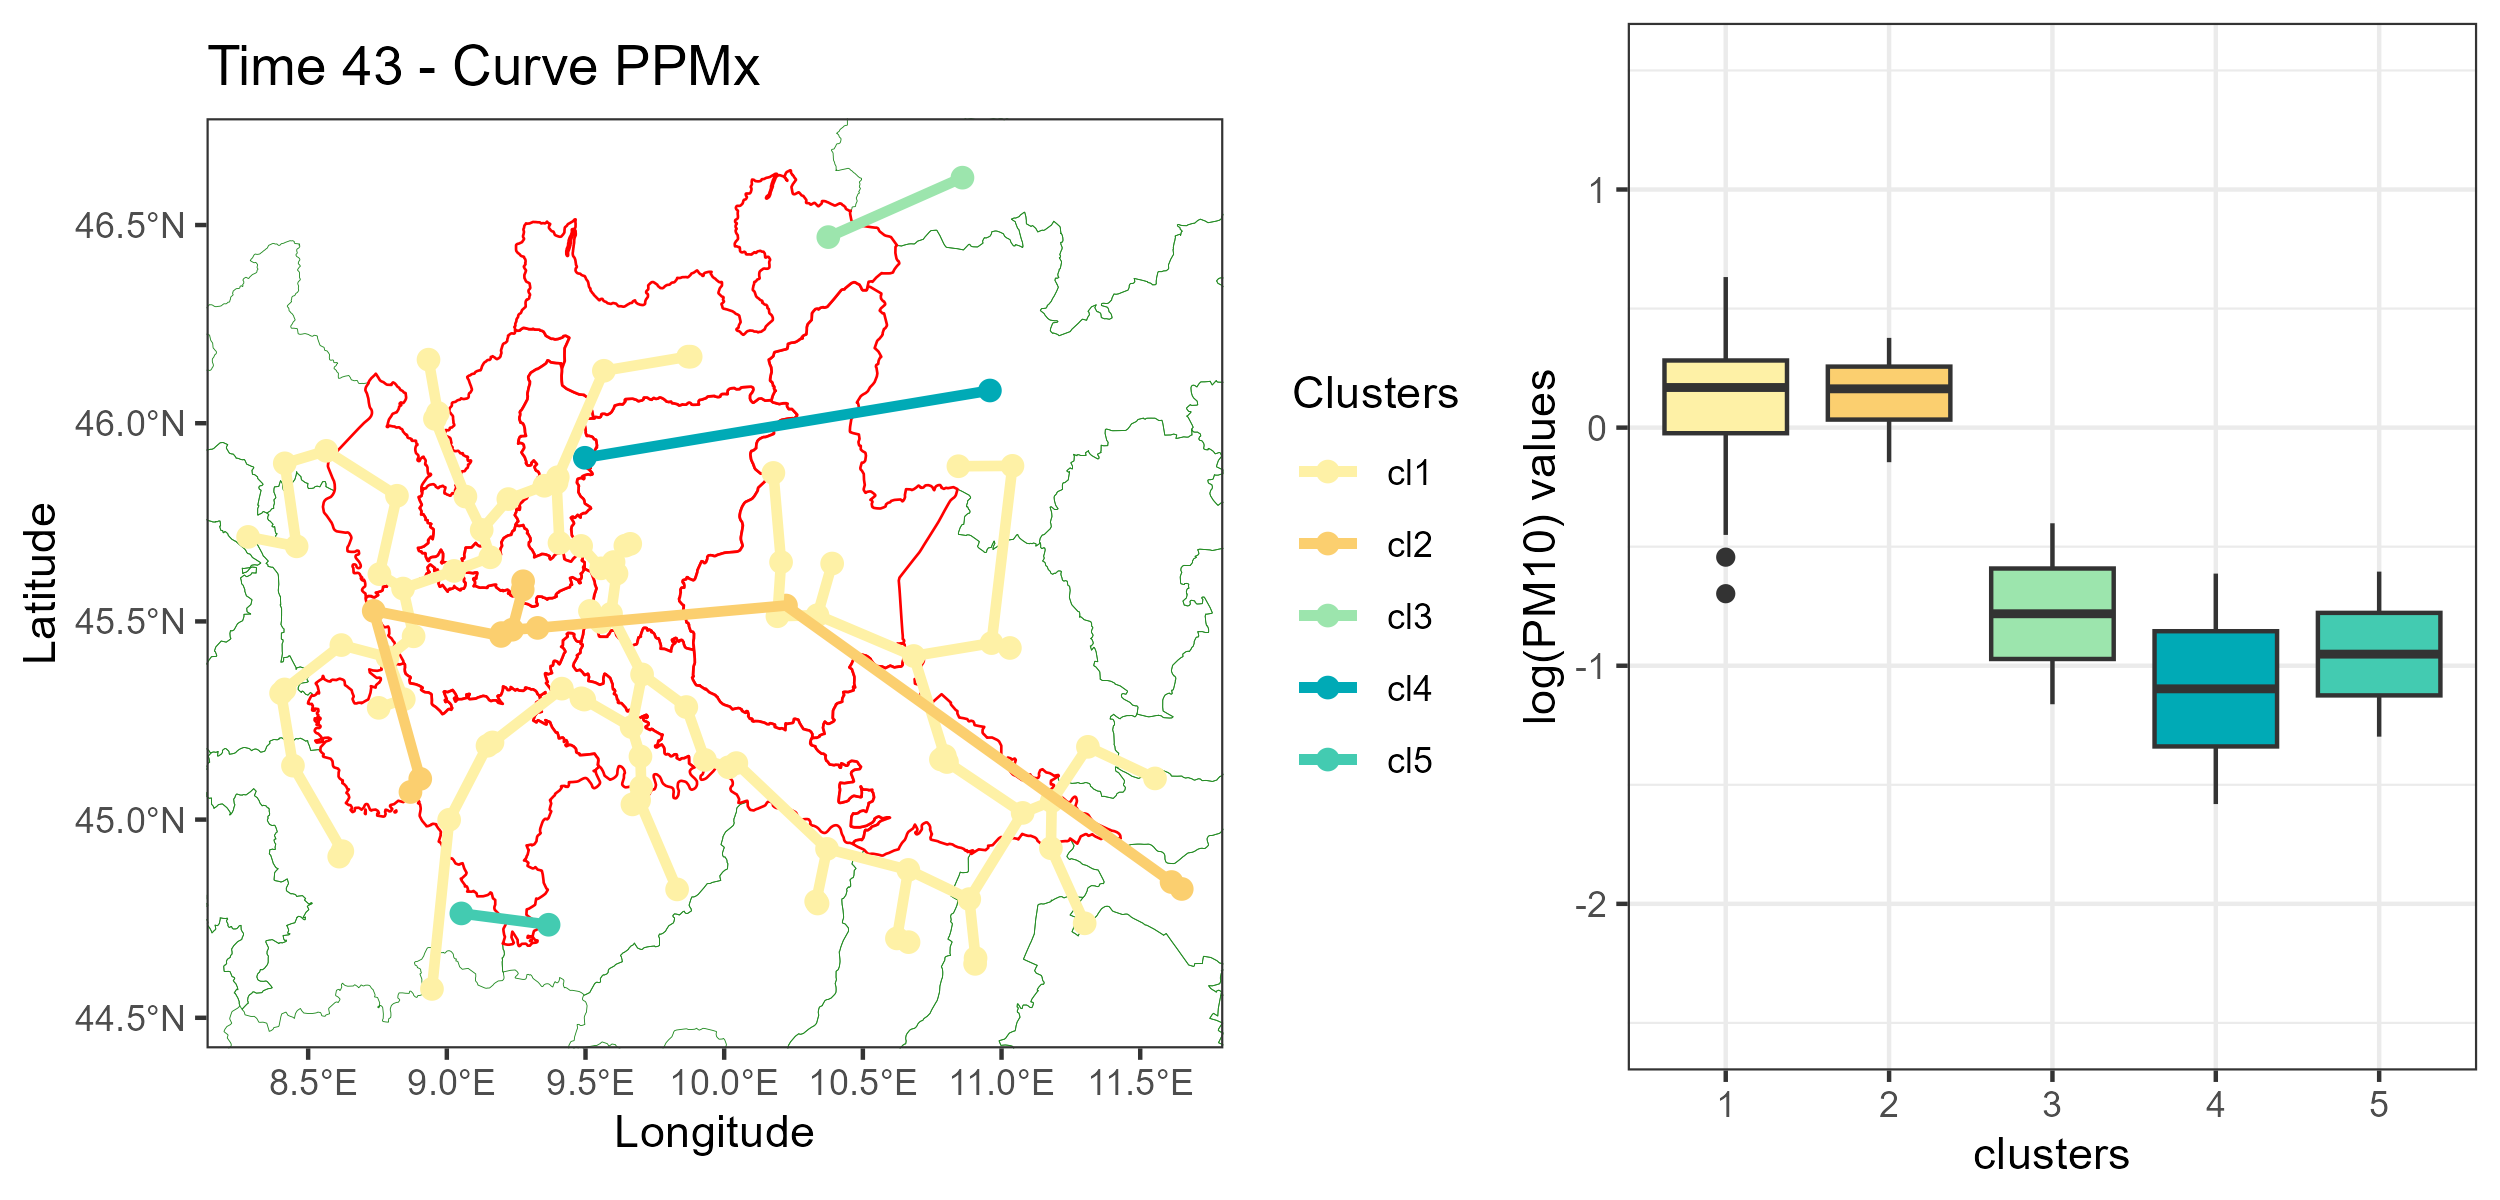 Time 43 - Curve PPMx
Latitude
46.5°N
46.0°N
45.5°N
45.0°N
44.5°N
8.5°E 9.0°E 9.5°E 10.0°E 10.5°E 11.0°E 11.5°E
Longitude
Clusters
cl1
cl2
cl3
cl4
cl5
log(PM10) values
1
0
-1
-2
1 2 3 4 5
clusters